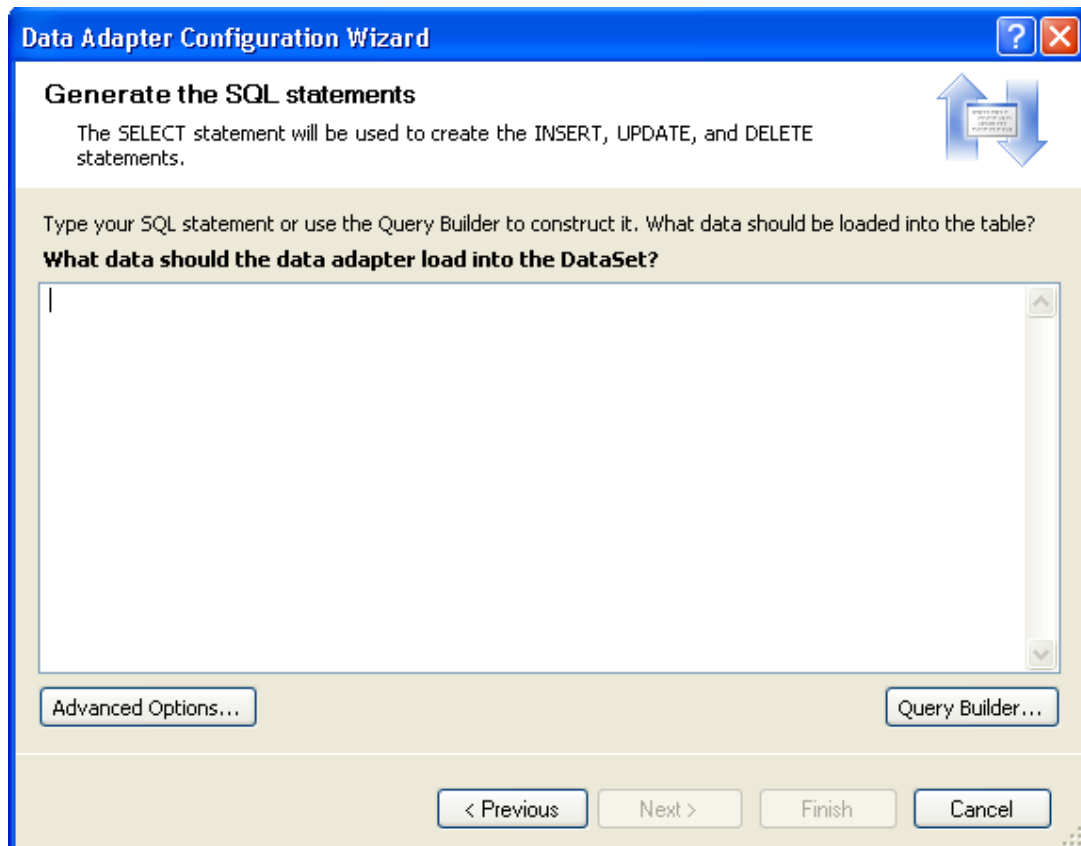 Data Adapter Configuration Wizard
Generate the SQL statements
The SELECT statement will be used to create the INSERT, UPDATE, and DELETE
statements.
Type your SQL statement or use the Query Builder to construct it. What data should be loaded into the table?
What data should the data adapter load into the DataSet?
Advanced Options...
Query Builder...
< Previous
Next >
Finish
Cancel